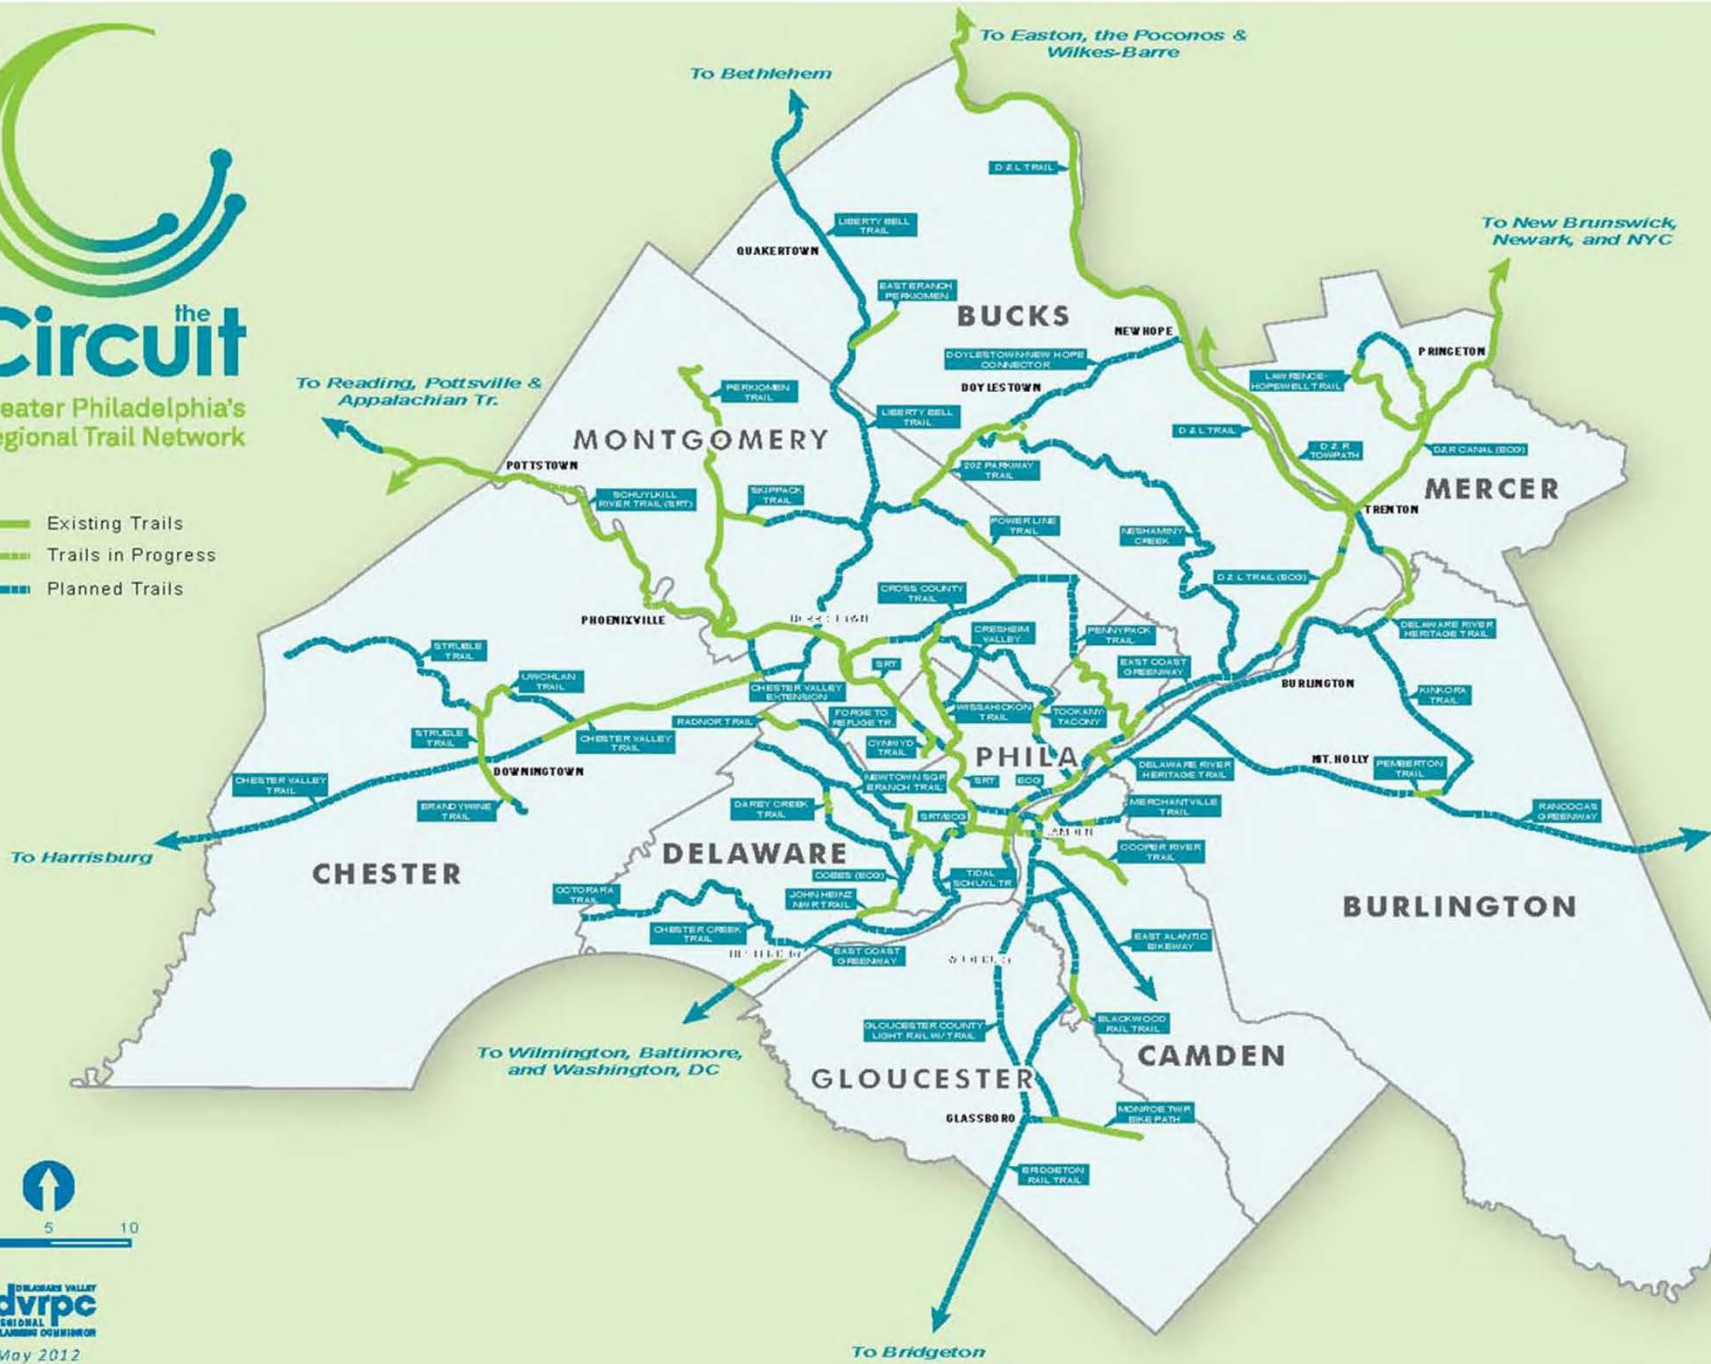 To Easton, the Poconos &
Wilkes-Barre
To Bethlehem
D & L TRAIL
To New Brunswick,
Newark, and NYC
LIBERTY BELL
TRAIL
QUAKERTOWN
EAST BRANCH
PERKIOMEN
BUCKS
the
Circuit
eater Philadelphia's
egional Trail Network
NEW HOPE
DOYLESTOWN-NEW HOPE
CONNECTOR
PRINCETON
LAWRENCE-
HOPEWELL TRAIL
To Reading, Pottsville &
Appalachian Tr.
PERKIOMEN
TRAIL
DOYLESTOWN
LIBERTY BELL
TRAIL
MONTGOMERY
D & L TRAIL
D & R
TOWPATH
D&R CANAL (ECG)
POTTSTOWN
202 PARKWAY
TRAIL
SCHUYLKILL
RIVER TRAIL (SRT)
SKIPPACK
TRAIL
MERCER
TRENTON
Existing Trails
Trails in Progress
Planned Trails
POWER LINE
TRAIL
NESHAMINY
CREEK
D & L TRAIL (ECG)
CROSS COUNTY
TRAIL
PHOENIXVILLE
CRESHEIM
VALLEY
PENNYPACK
TRAIL
DELAWARE RIVER
HERITAGE TRAIL
STRUBLE
TRAIL
SRT
EAST COAST
GREENWAY
UWCHLAN
TRAIL
CHESTER VALLEY
EXTENSION
BURLINGTON
KINKORA
TRAIL
RADNOR TRAIL
FORGE TO
REFUGE TR.
WISSAHICKON
TRAIL
TOOKANY
TACONY
STRUBLE
TRAIL
CHESTER VALLEY
TRAIL
CYNWYD
TRAIL
PHILA
DOWNINGTOWN
MT. HOLLY
DELAWARE RIVER
HERITAGE TRAIL
PEMBERTON
TRAIL
CHESTER VALLEY
TRAIL
NEWTOWN SQR
BRANCH TRAIL
SRT
ECG
BRANDYWINE
TRAIL
DARBY CREEK
TRAIL
SRT/ECG
MERCHANTVILLE
TRAIL
RANCOCAS
GREENWAY
To Harrisburg
DELAWARE
COOPER RIVER
TRAIL
CHESTER
COBBS (ECG)
TIDAL
SCHUYL TR
OCTORARA
TRAIL
JOHN HEINZ
NWR TRAIL
BURLINGTON
CHESTER CREEK
TRAIL
EAST COAST
GREENWAY
EAST ALANTIC
BIKEWAY
GLOUCESTER COUNTY
LIGHT RAIL W/TRAIL
BLACKWOOD
RAIL TRAIL
To Wilmington, Baltimore,
and Washington, DC
CAMDEN
GLOUCESTER
GLASSBORO
MONROE TWP.
BIKE PATH
BRIDGETON
RAIL TRAIL
5 10
DELAWARE VALLEY
dvrpc
EGIONAL
LANNING COMMISSION
May 2012
To Bridgeton